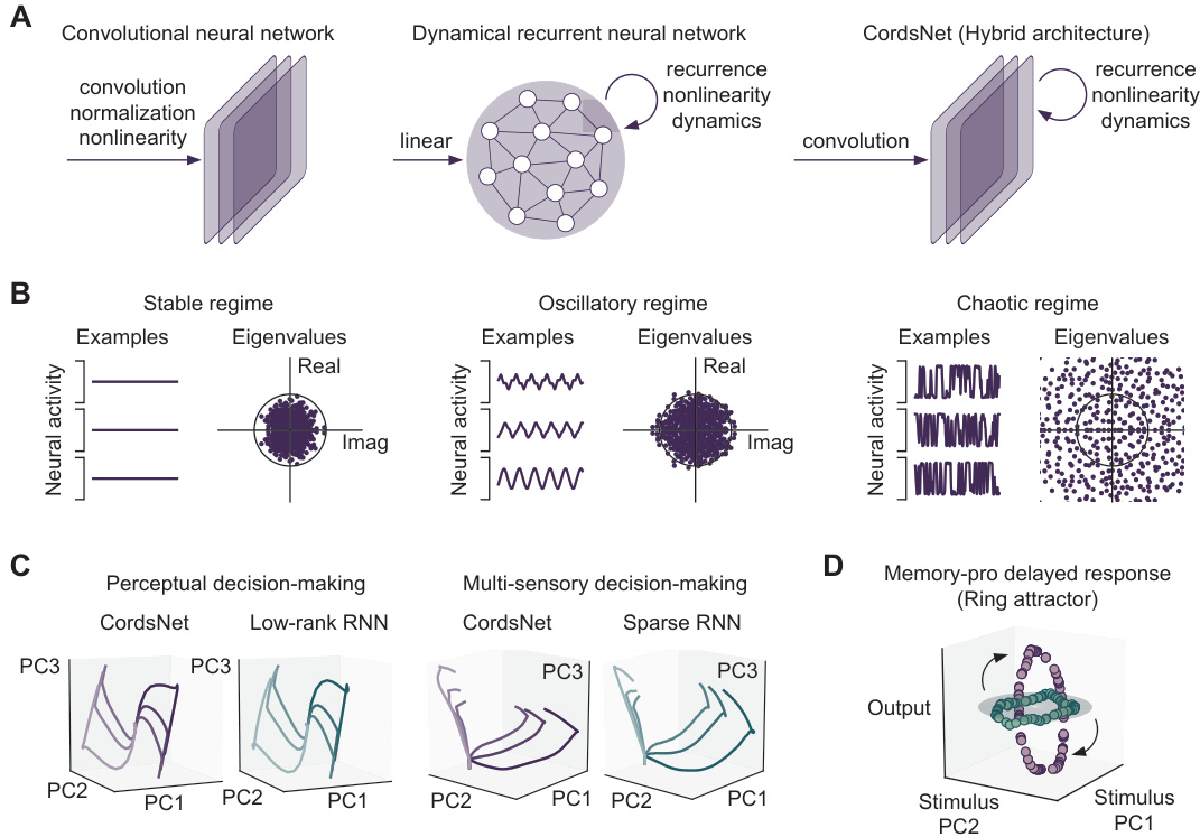 A
Convolutional neural network
convolution
normalization
nonlinearity
Dynamical recurrent neural network
linear
recurrence
nonlinearity
dynamics
CordsNet (Hybrid architecture)
convolution
recurrence
nonlinearity
dynamics
B
Stable regime
Examples
Eigenvalues
Neural activity
Real
Imag
Oscillatory regime
Examples
Eigenvalues
Neural activity
Real
Imag
Chaotic regime
Examples
Eigenvalues
Neural activity
C
Perceptual decision-making
CordsNet
Low-rank RNN
PC3
PC2
PC1
PC3
PC2
PC1
Multi-sensory decision-making
CordsNet
Sparse RNN
PC3
PC2
PC1
PC3
PC2
PC1
D
Memory-pro delayed response
(Ring attractor)
Output
Stimulus
PC2
Stimulus
PC1